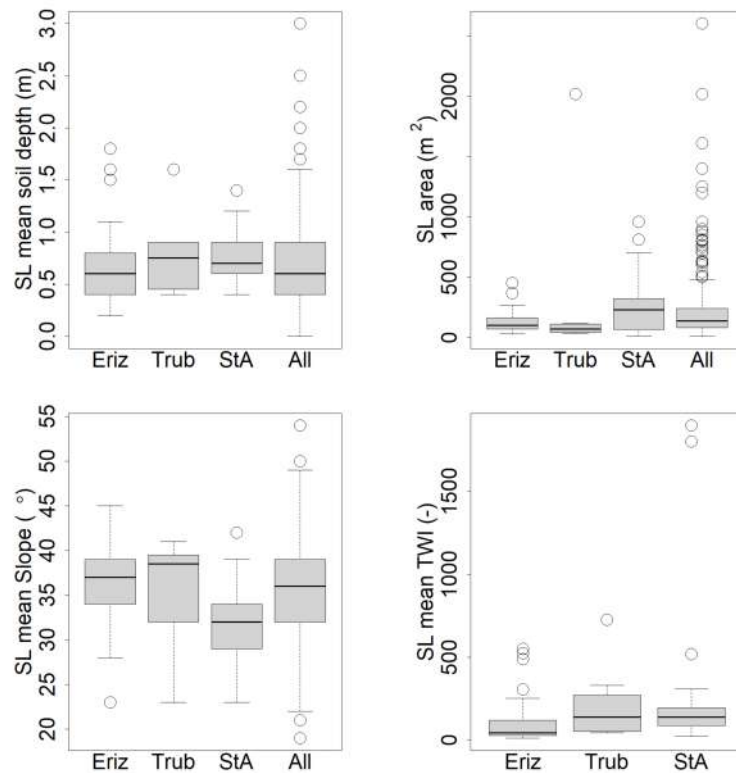 SL mean soil depth (m)
3.0
2.5
2.0
1.5
1.0
0.5
0.0
Eriz Trub StA All
SL area (m ²)
2000
1000
500
0
Eriz Trub StA All
SL mean Slope ( °)
55
50
45
40
35
30
25
20
Eriz Trub StA All
SL mean TWI (-)
1500
500
0
Eriz Trub StA